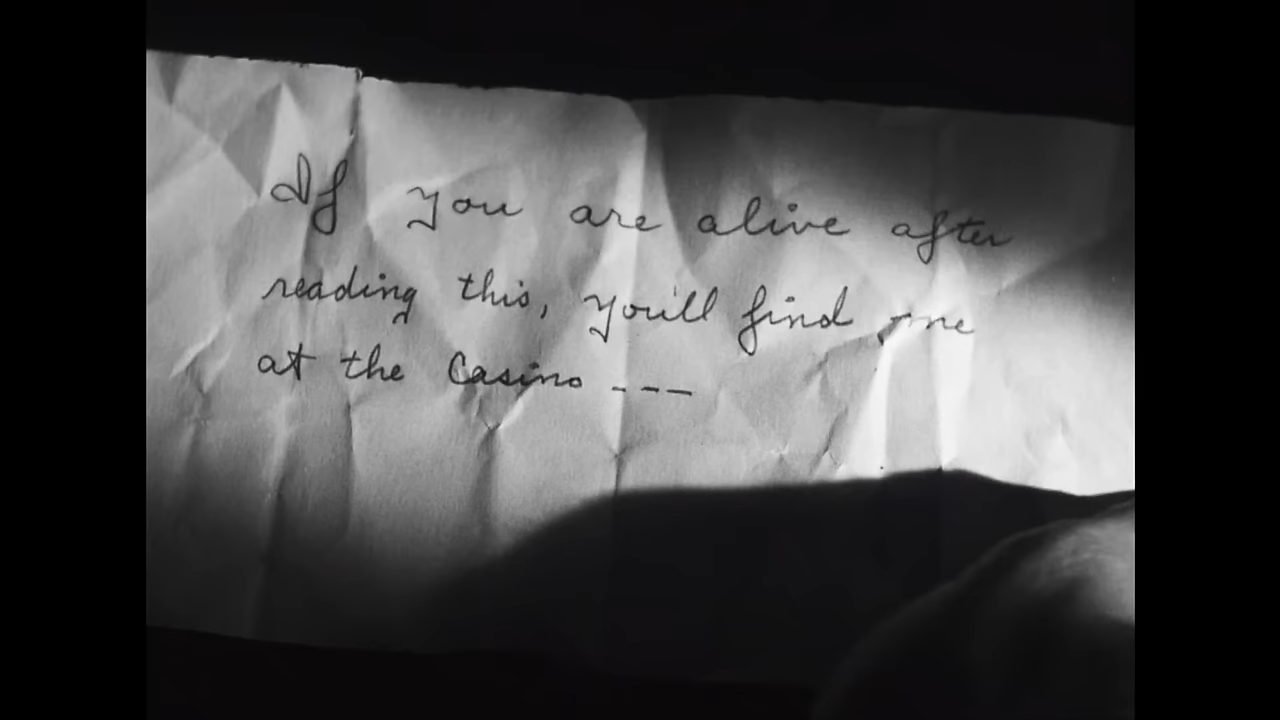 If you are alive after
reading this, you'll find me
at the Casino ---